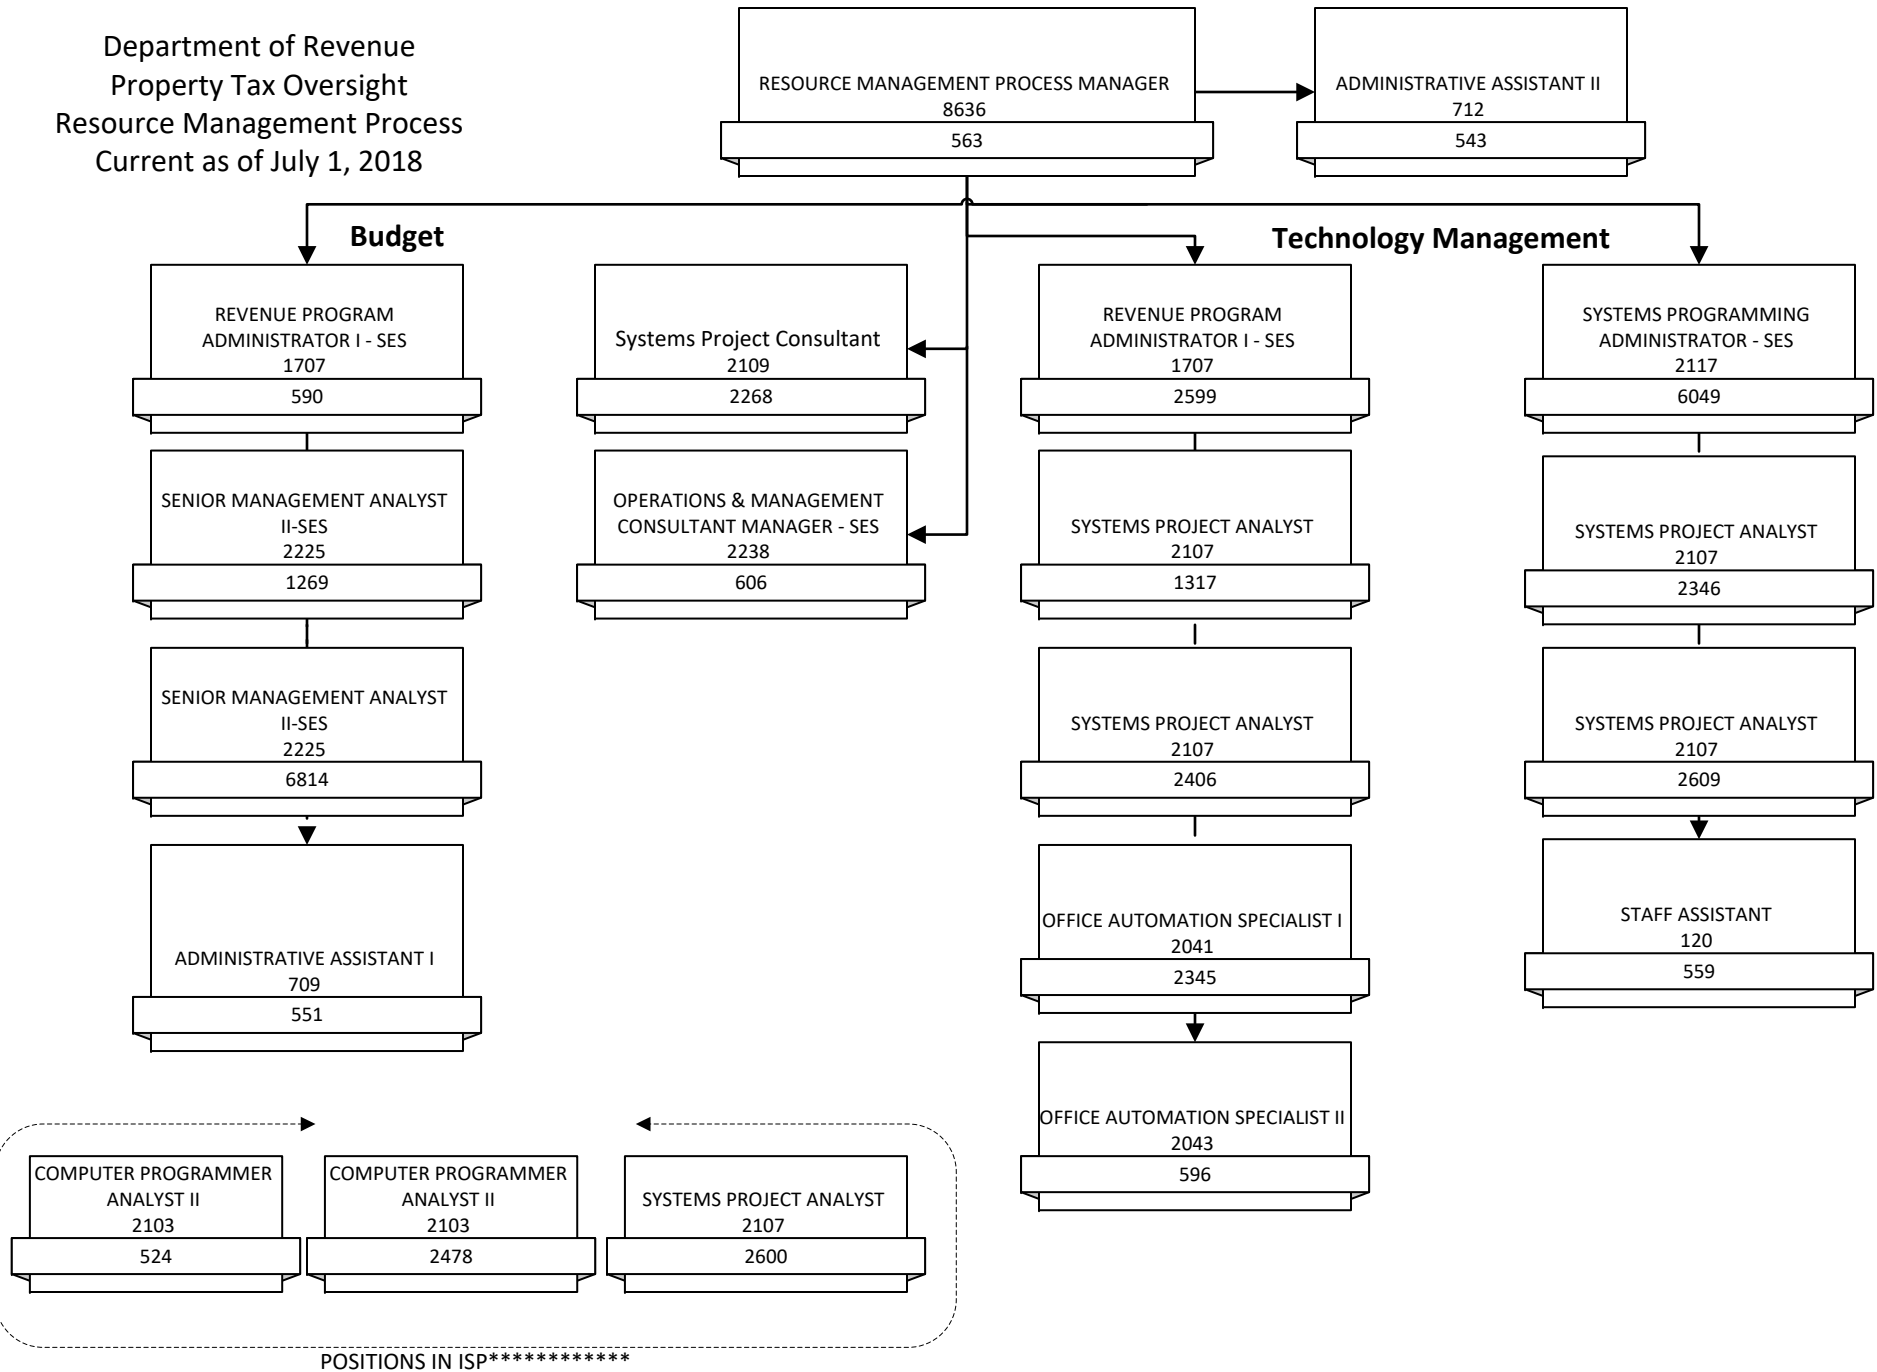 Department of Revenue
Property Tax Oversight
Resource Management Process
Current as of July 1, 2018
RESOURCE MANAGEMENT PROCESS MANAGER
8636
563
ADMINISTRATIVE ASSISTANT II
712
543
Budget
Technology Management
REVENUE PROGRAM
ADMINISTRATOR I - SES
1707
590
Systems Project Consultant
2109
2268
REVENUE PROGRAM
ADMINISTRATOR I - SES
1707
2599
SYSTEMS PROGRAMMING
ADMINISTRATOR - SES
2117
6049
SENIOR MANAGEMENT ANALYST
II-SES
2225
1269
OPERATIONS & MANAGEMENT
CONSULTANT MANAGER - SES
2238
606
SYSTEMS PROJECT ANALYST
2107
1317
SYSTEMS PROJECT ANALYST
2107
2346
SENIOR MANAGEMENT ANALYST
II-SES
2225
6814
SYSTEMS PROJECT ANALYST
2107
2406
SYSTEMS PROJECT ANALYST
2107
2609
ADMINISTRATIVE ASSISTANT I
709
551
OFFICE AUTOMATION SPECIALIST I
2041
2345
STAFF ASSISTANT
120
559
OFFICE AUTOMATION SPECIALIST II
2043
596
COMPUTER PROGRAMMER
ANALYST II
2103
524
COMPUTER PROGRAMMER
ANALYST II
2103
2478
SYSTEMS PROJECT ANALYST
2107
2600
POSITIONS IN ISP************